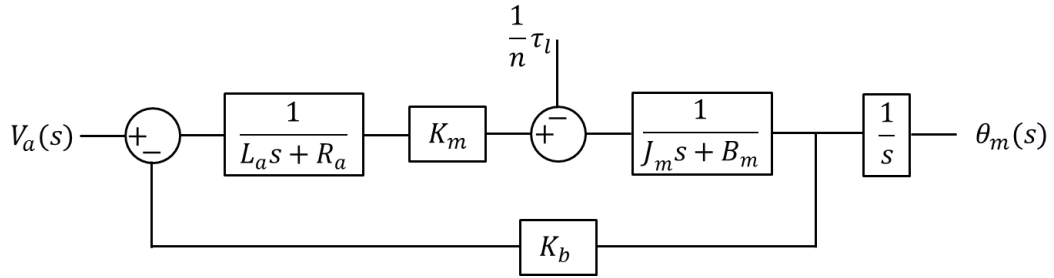 1/n τ_l
V_a(s)
+
−
1/(L_a s + R_a)
K_m
−
+
1/(J_m s + B_m)
1/s
θ_m(s)
K_b